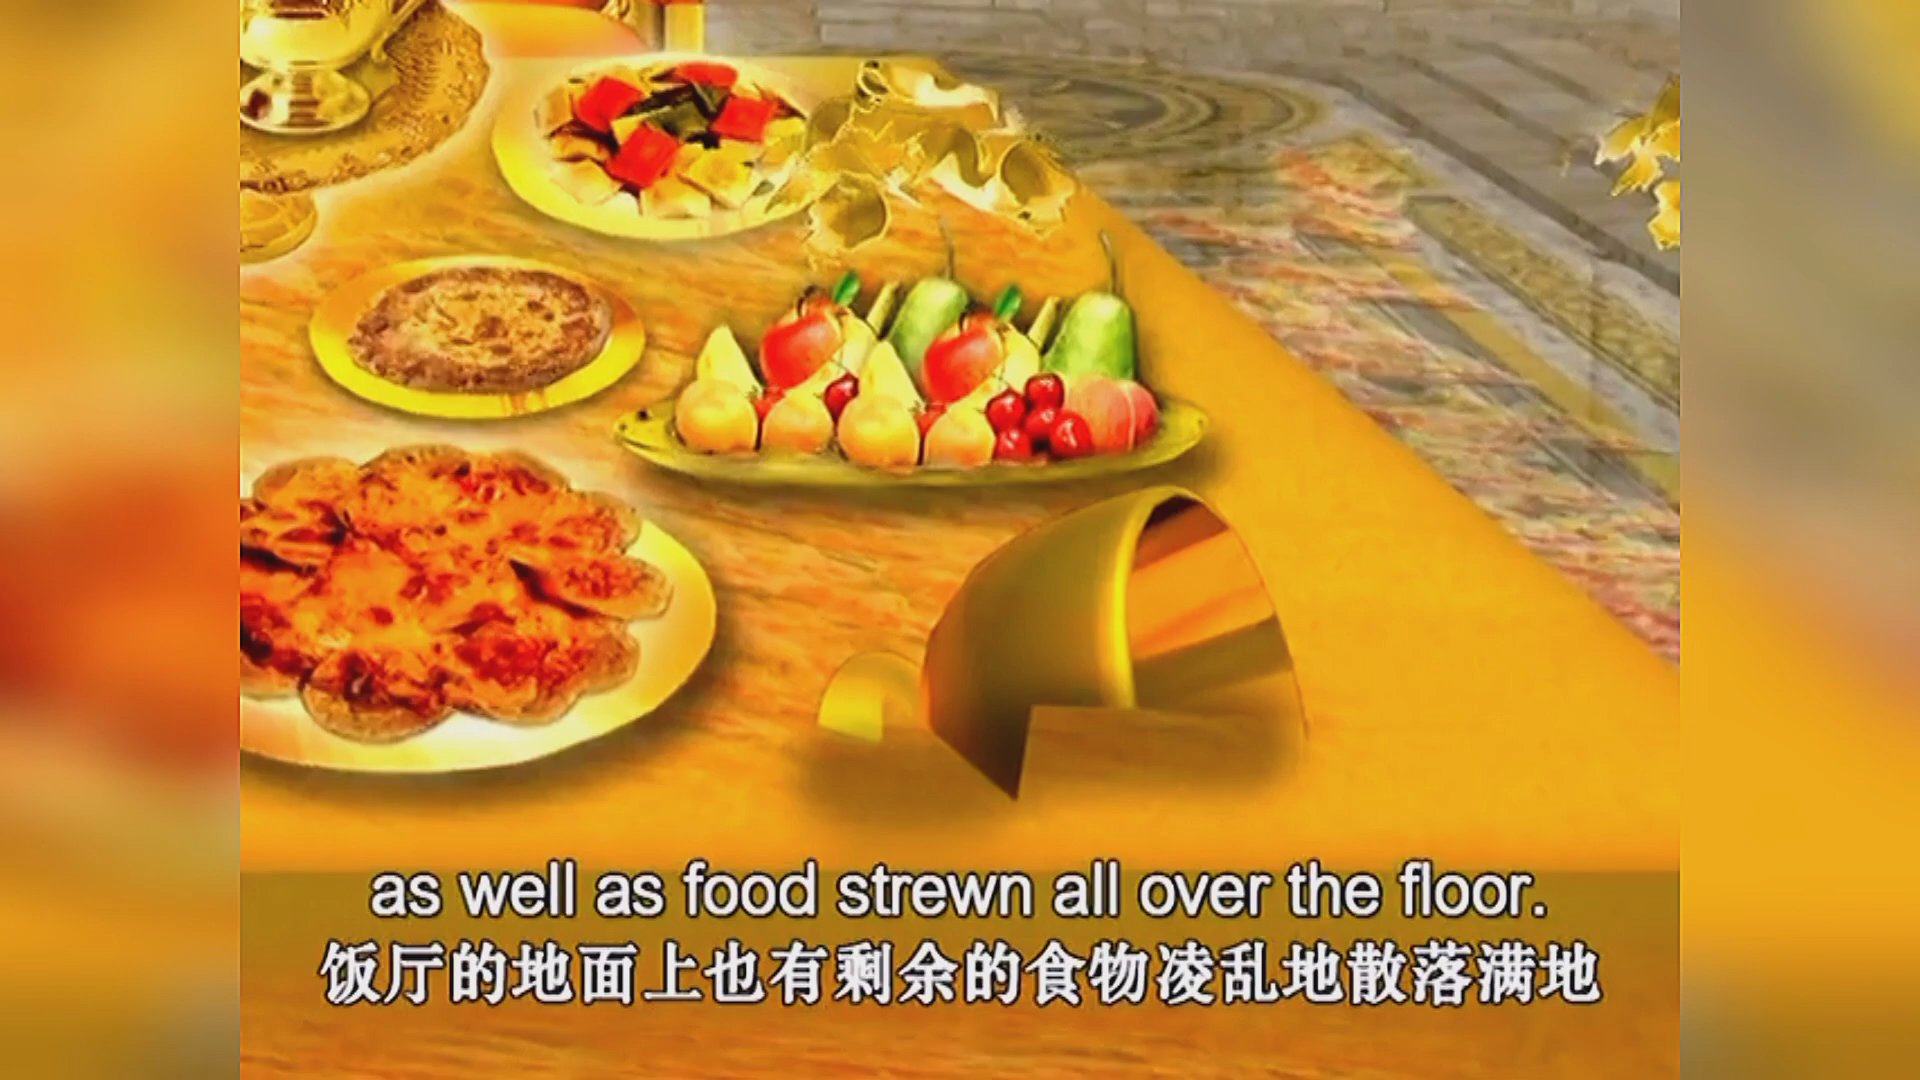 as well as food strewn all over the floor.
饭厅的地面上也有剩余的食物凌乱地散落满地